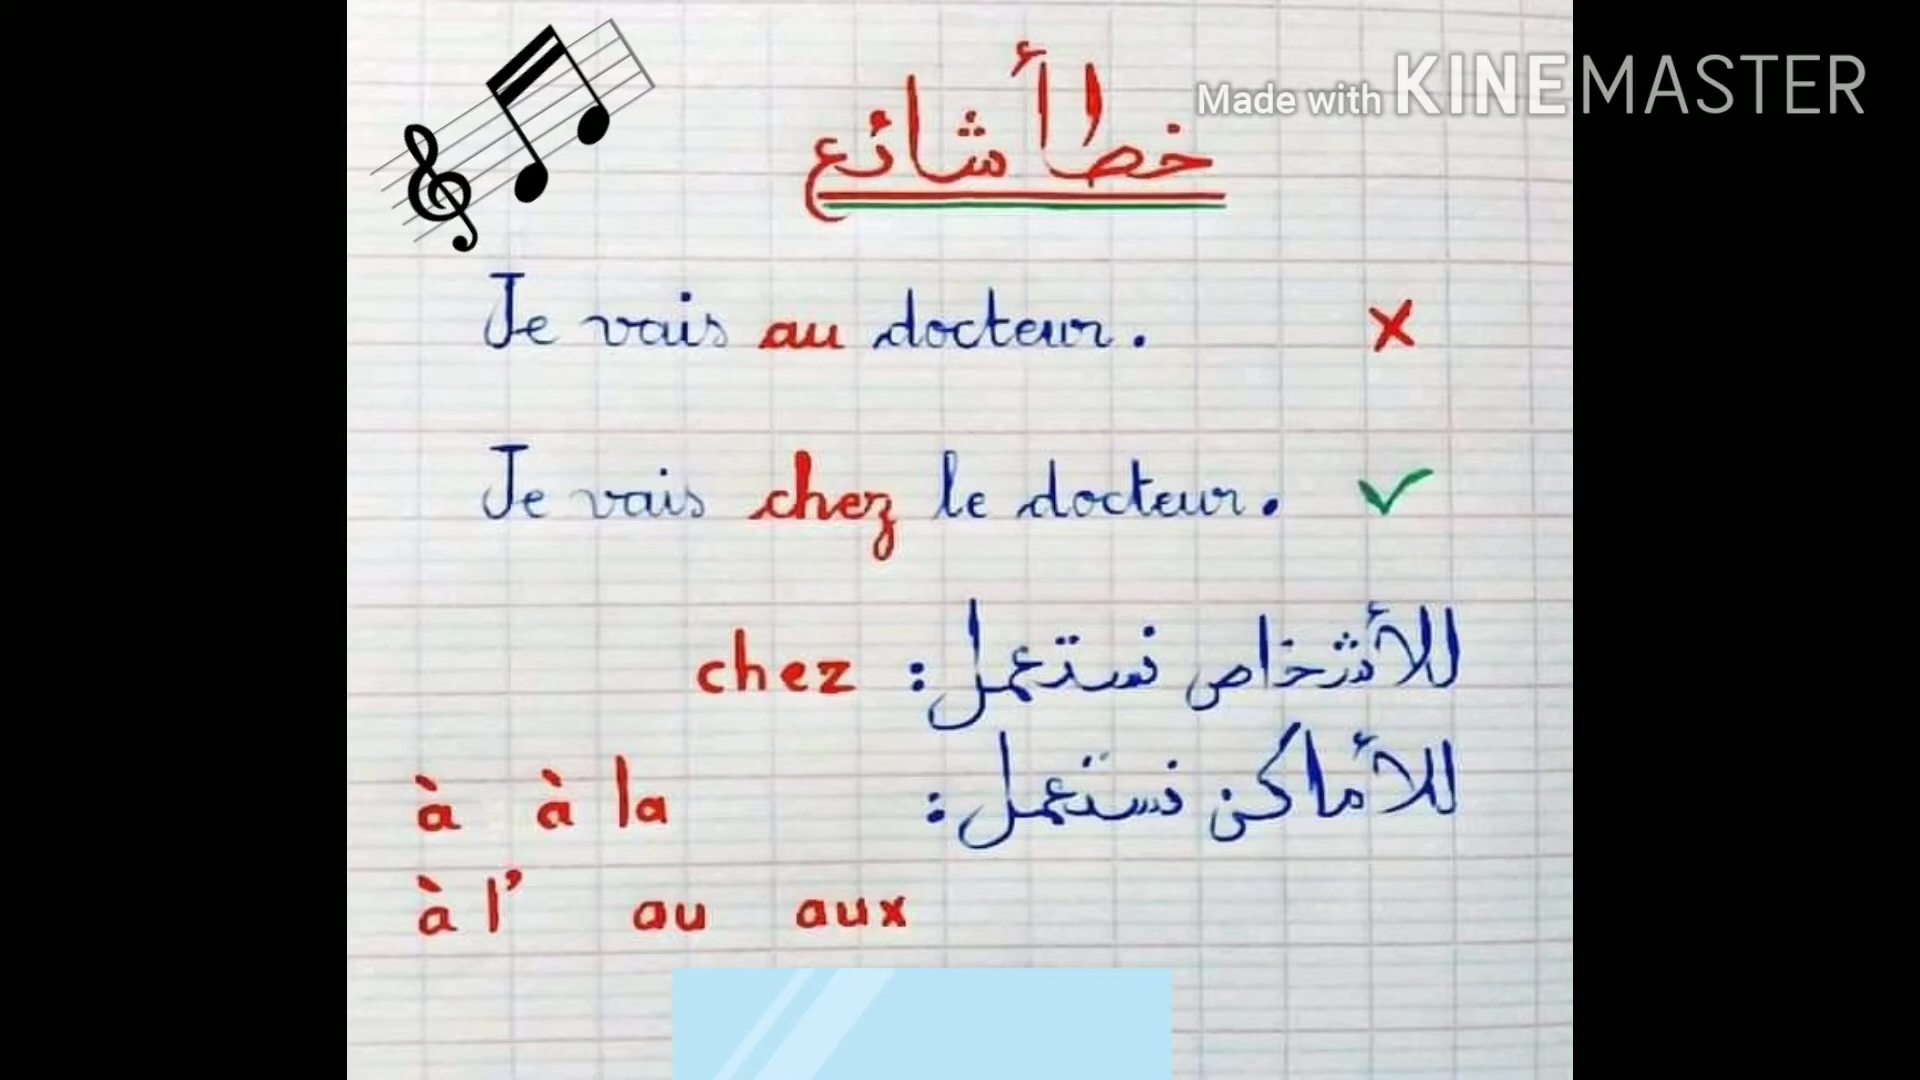 Made with KINEMASTER
خطأ شائع
Je vais au docteur. X
Je vais chez le docteur. ✓
للأشخاص نستعمل: chez
للأماكن نستعمل: à à la
à l' au aux